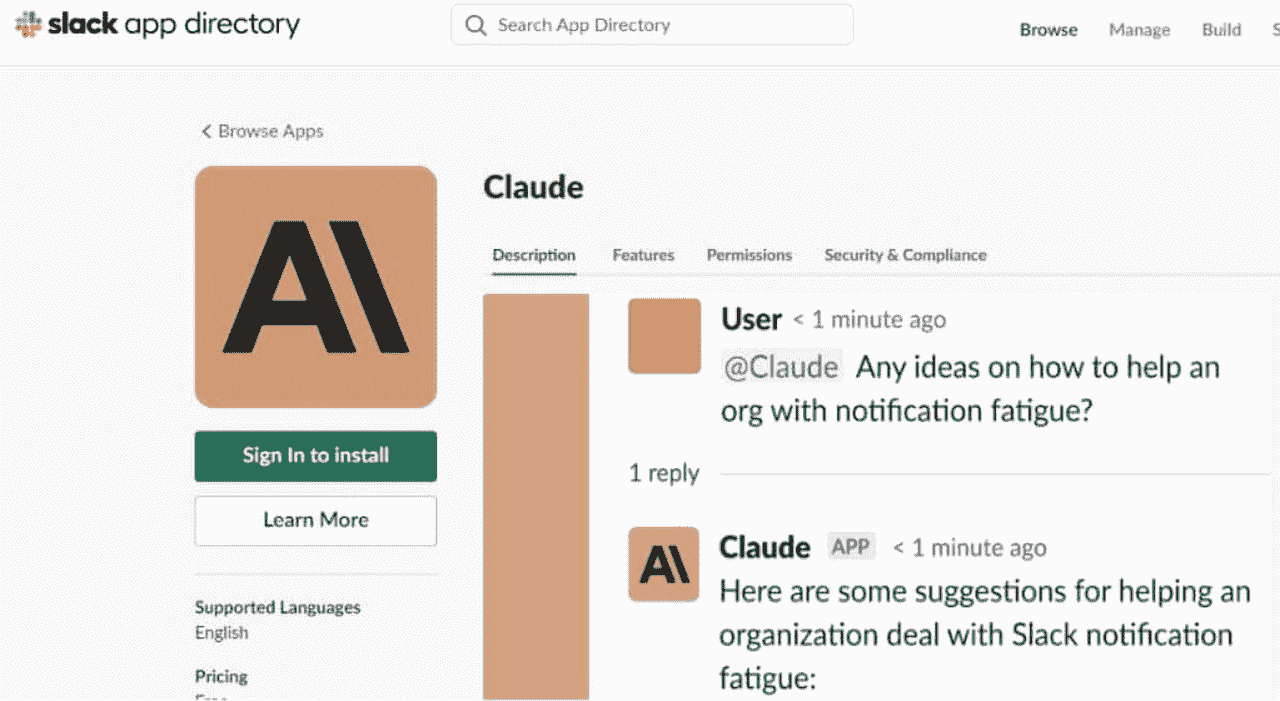 slack app directory
Search App Directory
Browse
Manage
Build
Browse Apps
Claude
Description
Features
Permissions
Security & Compliance
User < 1 minute ago
@Claude Any ideas on how to help an
org with notification fatigue?
Sign In to install
1 reply
Learn More
Claude APP < 1 minute ago
Here are some suggestions for helping an
organization deal with Slack notification
fatigue:
Supported Languages
English
Pricing